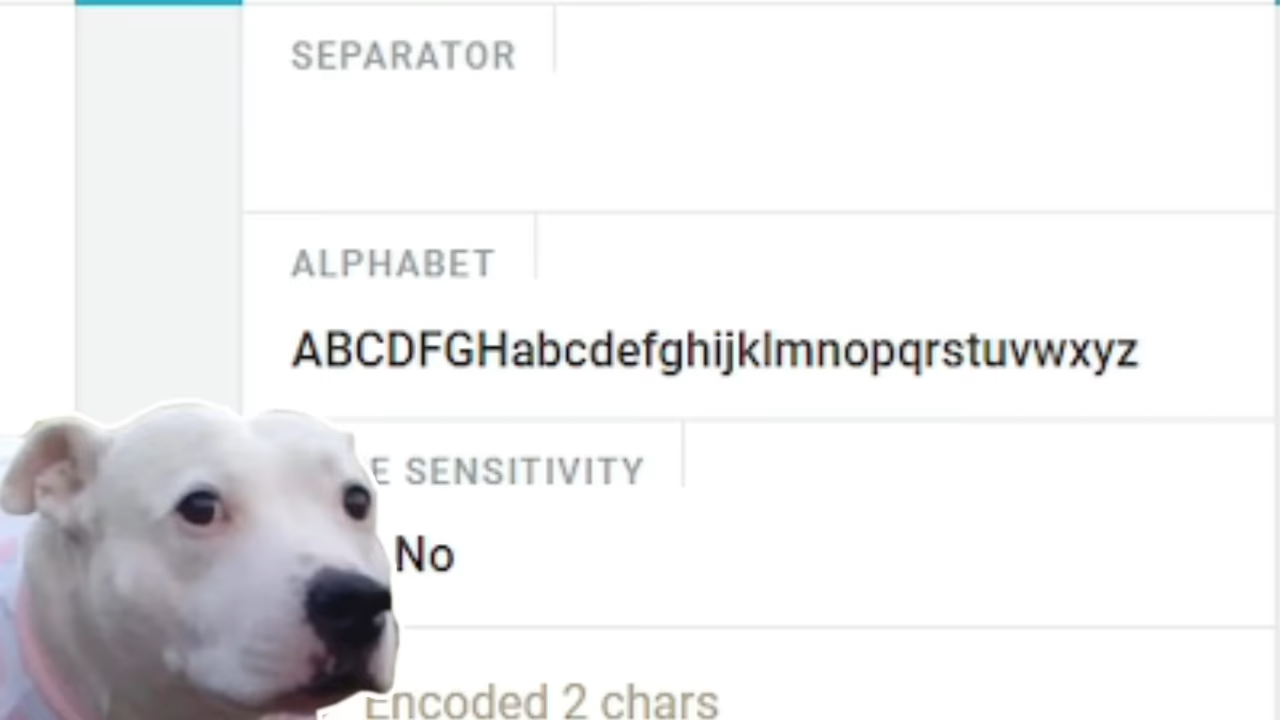 SEPARATOR
ALPHABET
ABCDFGHabcdefghijklmnopqrstuvwxyz
E SENSITIVITY
No
Encoded 2 chars